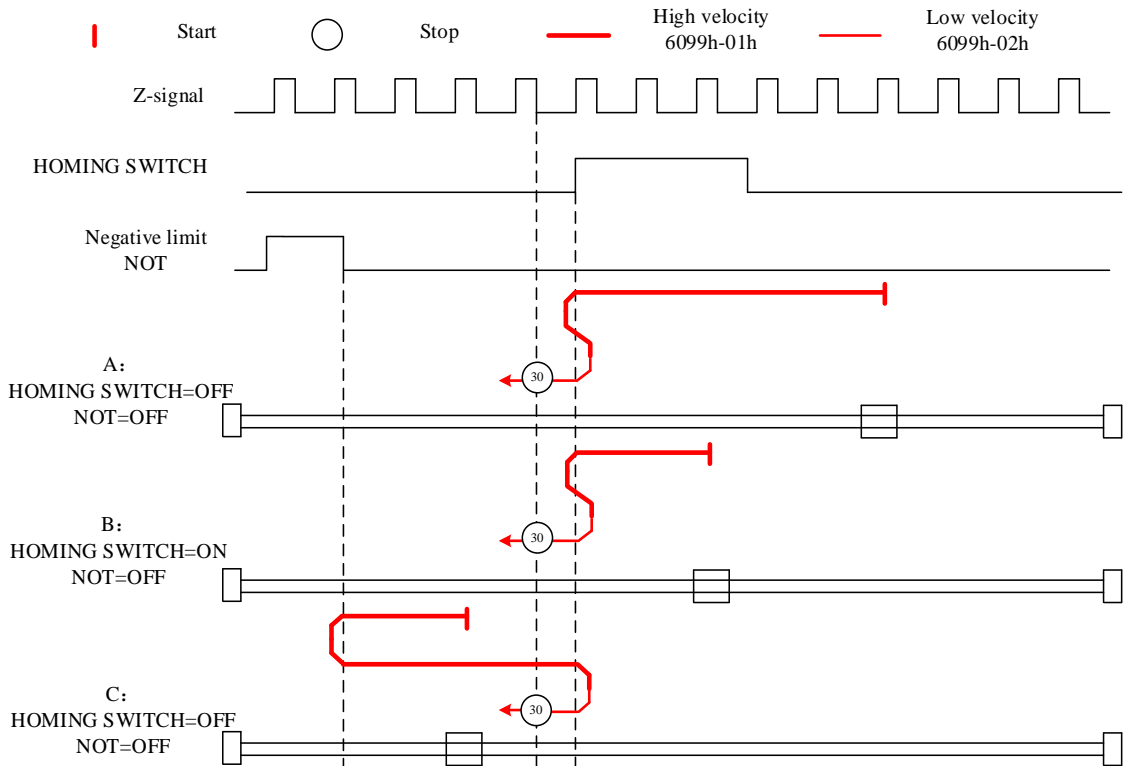 Start
Stop
High velocity
6099h-01h
Low velocity
6099h-02h
Z-signal
HOMING SWITCH
Negative limit
NOT
A：
HOMING SWITCH=OFF
NOT=OFF
30
B：
HOMING SWITCH=ON
NOT=OFF
30
C：
HOMING SWITCH=OFF
NOT=OFF
30